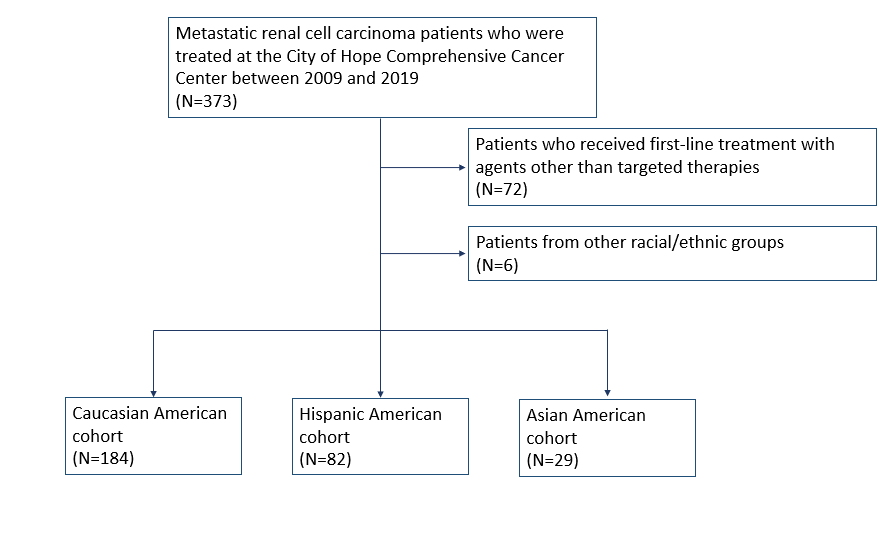 Metastatic renal cell carcinoma patients who were
treated at the City of Hope Comprehensive Cancer
Center between 2009 and 2019
(N=373)
Patients who received first-line treatment with
agents other than targeted therapies
(N=72)
Patients from other racial/ethnic groups
(N=6)
Caucasian American
cohort
(N=184)
Hispanic American
cohort
(N=82)
Asian American
cohort
(N=29)